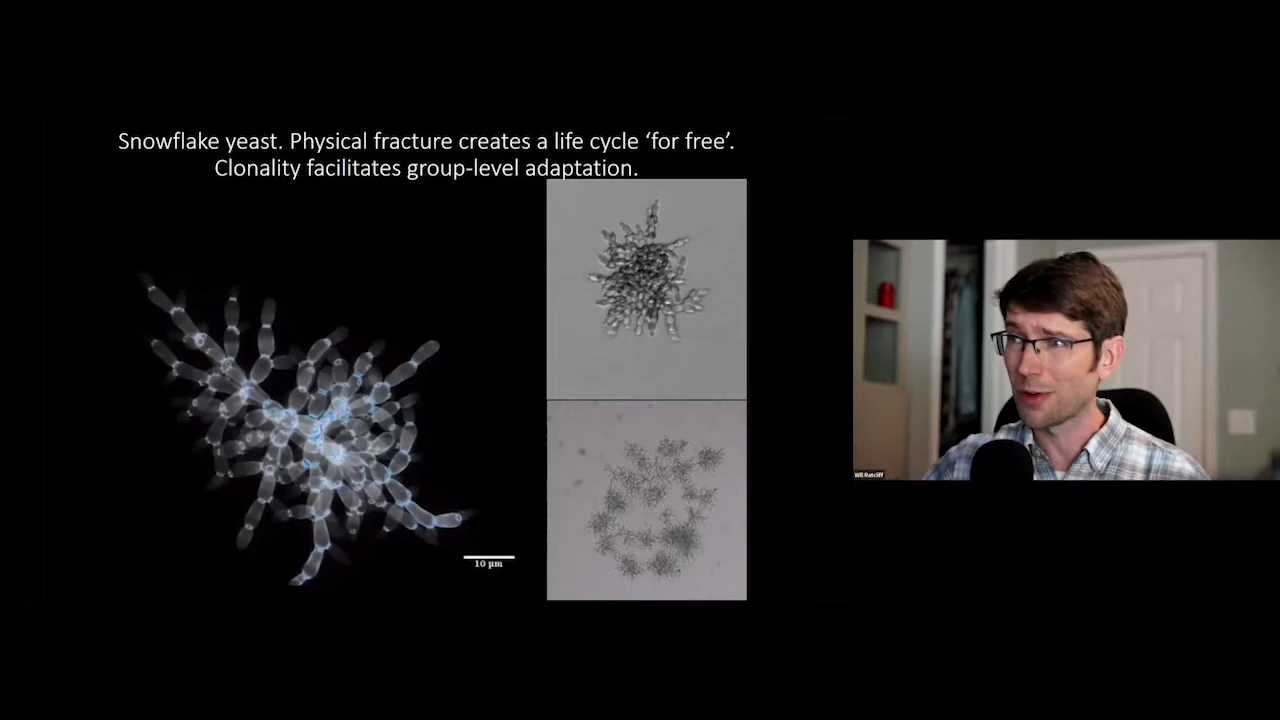 Snowflake yeast. Physical fracture creates a life cycle ‘for free’.
Clonality facilitates group-level adaptation.
10 µm
Will Ratcliff